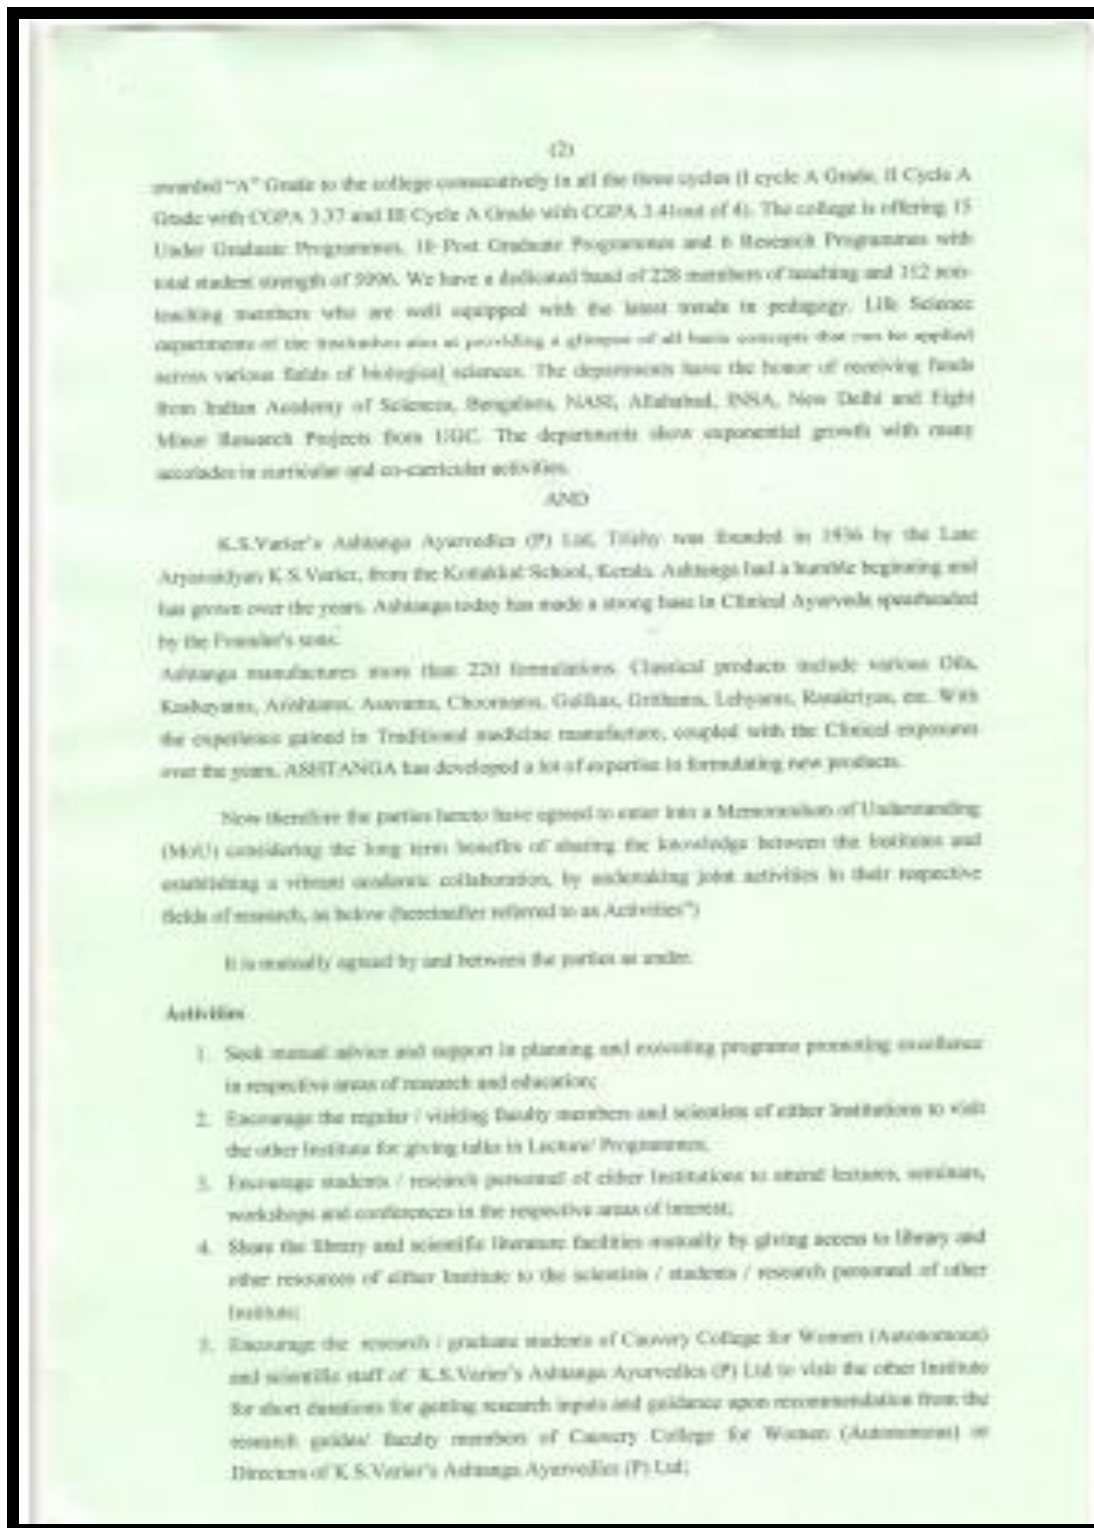 (2)
awarded "A" Grade to the college consecutively in all the three cycles (I cycle A Grade, II Cycle A
Grade with CGPA 3.37 and III Cycle A Grade with CGPA 3.41out of 4). The college is offering 15
Under Graduate Programmes, Post Graduate Programmes and 6 Research Programmes with
total student strength of We have a dedicated band of 228 members of teaching and 112 non-
teaching members who are well equipped with the latest trends in pedagogy. Life Science
departments of the institution aim at providing a glimpse of all basic concepts that can be applied
across various fields of biological sciences. The departments have the honor of receiving funds
from Indian Academy of Sciences, Bengaluru, NASI, Allahabad, INSA, New Delhi and Eight
Minor Research Projects from UGC. The departments show exponential growth with many
accolades in curricular and co-curricular activities.
AND
K.S.Varier's Ashtanga Ayurvedics (P) Ltd, Trichy was founded in 1936 by the Late
Aryavaidyan K.S.Varier, from the Kottakkal School, Kerala. Ashtanga had a humble beginning and
has grown over the years. Ashtanga today has made a strong base in Clinical Ayurveda spearheaded
by the Founder's sons.
Ashtanga manufactures more than 220 formulations. Classical products include various Oils,
Kashayams, Arishtams, Asavams, Choornams, Gulikas, Grithams, Lehyams, Rasakriyas, etc. With
the experience gained in Traditional medicine manufacture, coupled with the Clinical exposures
over the years, ASHTANGA has developed a lot of expertise in formulating new products.
Now therefore the parties hereto have agreed to enter into a Memorandum of Understanding
(MoU) considering the long term benefits of sharing the knowledge between the Institutes and
establishing a vibrant academic collaboration, by undertaking joint activities in their respective
fields of research, as below (hereinafter referred to as Activities")
It is mutually agreed by and between the parties as under.
Activities
1. Seek mutual advice and support in planning and executing programs promoting excellence
in respective areas of research and education;
2. Encourage the regular / visiting faculty members and scientists of either Institutions to visit
the other Institute for giving talks in Lecture/ Programmes;
3. Encourage students / research personnel of either Institutions to attend lectures, seminars,
workshops and conferences in the respective areas of interest;
4. Share the library and scientific literature facilities mutually by giving access to library and
other resources of either Institute to the scientists / students / research personnel of other
Institute;
5. Encourage the research / graduate students of Cauvery College for Women (Autonomous)
and scientific staff of K.S.Varier's Ashtanga Ayurvedics (P) Ltd to visit the other Institute
for short durations for getting research inputs and guidance upon recommendation from the
research guides/ faculty members of Cauvery College for Women (Autonomous) or
Directors of K.S.Varier's Ashtanga Ayurvedics (P) Ltd;